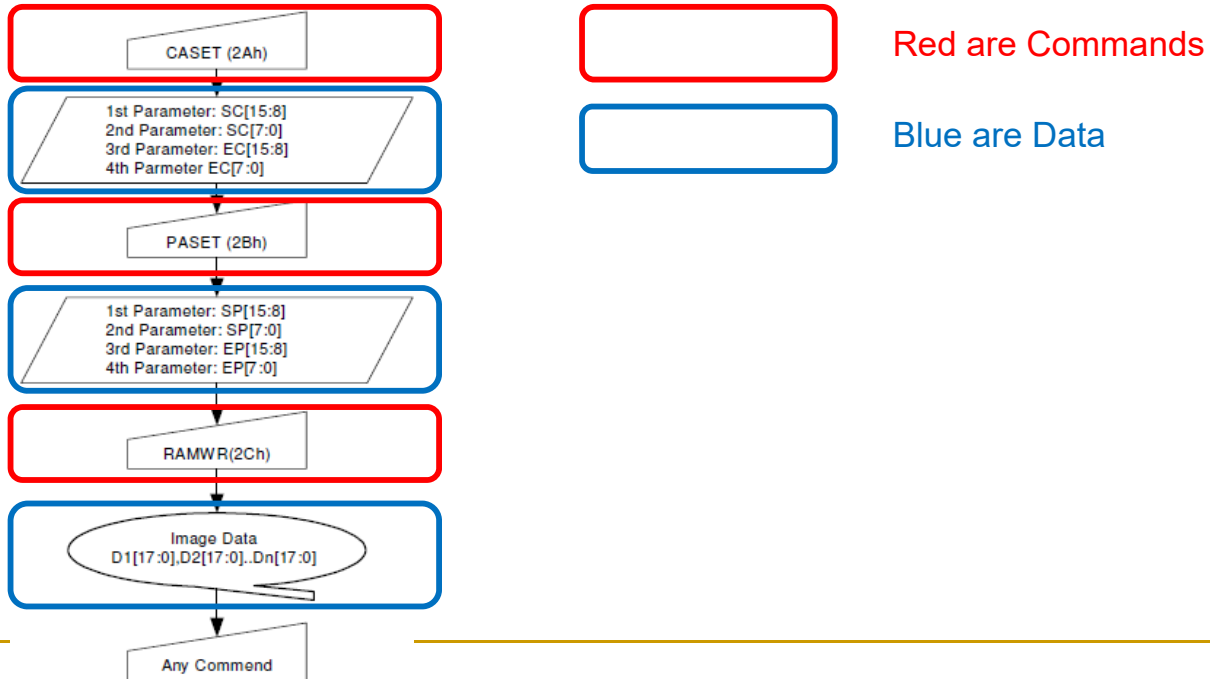 CASET (2Ah)
Red are Commands
1st Parameter: SC[15:8]
2nd Parameter: SC[7:0]
3rd Parameter: EC[15:8]
4th Parmeter EC[7:0]
Blue are Data
PASET (2Bh)
1st Parameter: SP[15:8]
2nd Parameter: SP[7:0]
3rd Parameter: EP[15:8]
4th Parameter: EP[7:0]
RAMWR(2Ch)
Image Data
D1[17:0],D2[17:0]..Dn[17:0]
Any Commend